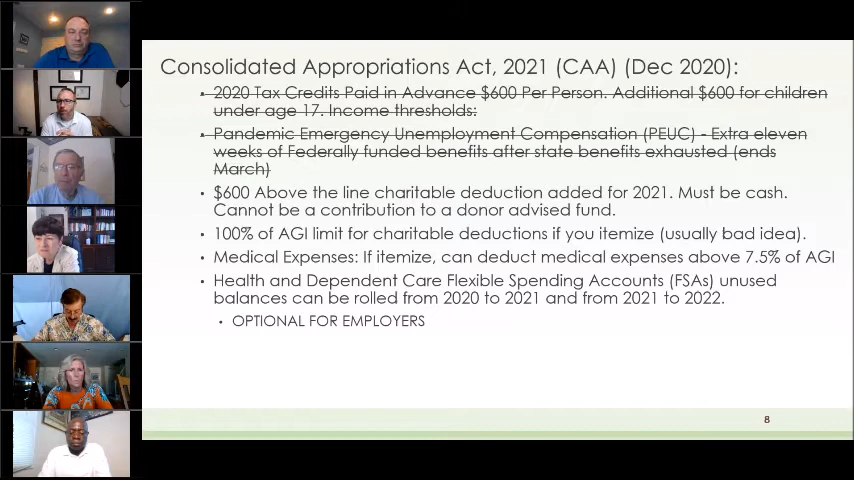 Consolidated Appropriations Act, 2021 (CAA) (Dec 2020):
2020 Tax Credits Paid in Advance $600 Per Person. Additional $600 for children
under age 17. Income thresholds:
Pandemic Emergency Unemployment Compensation (PEUC) - Extra eleven
weeks of Federally funded benefits after state benefits exhausted (ends
March)
$600 Above the line charitable deduction added for 2021. Must be cash.
Cannot be a contribution to a donor advised fund.
100% of AGI limit for charitable deductions if you itemize (usually bad idea).
Medical Expenses: If itemize, can deduct medical expenses above 7.5% of AGI
Health and Dependent Care Flexible Spending Accounts (FSAs) unused
balances can be rolled from 2020 to 2021 and from 2021 to 2022.
OPTIONAL FOR EMPLOYERS
8